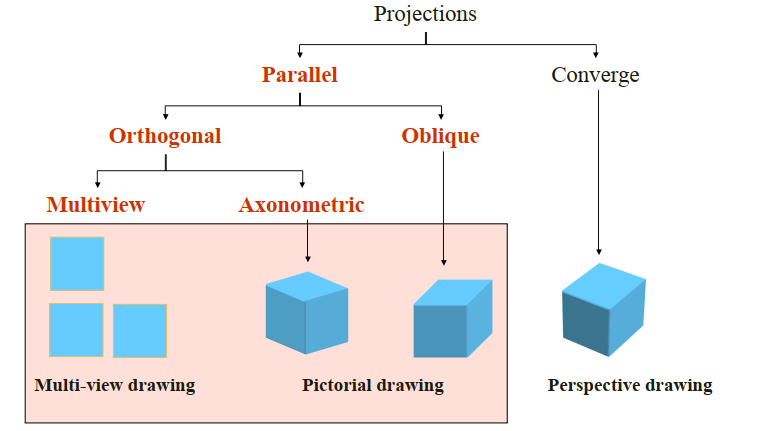 Projections
Parallel
Converge
Orthogonal
Oblique
Multiview
Axonometric
Multi-view drawing
Pictorial drawing
Perspective drawing